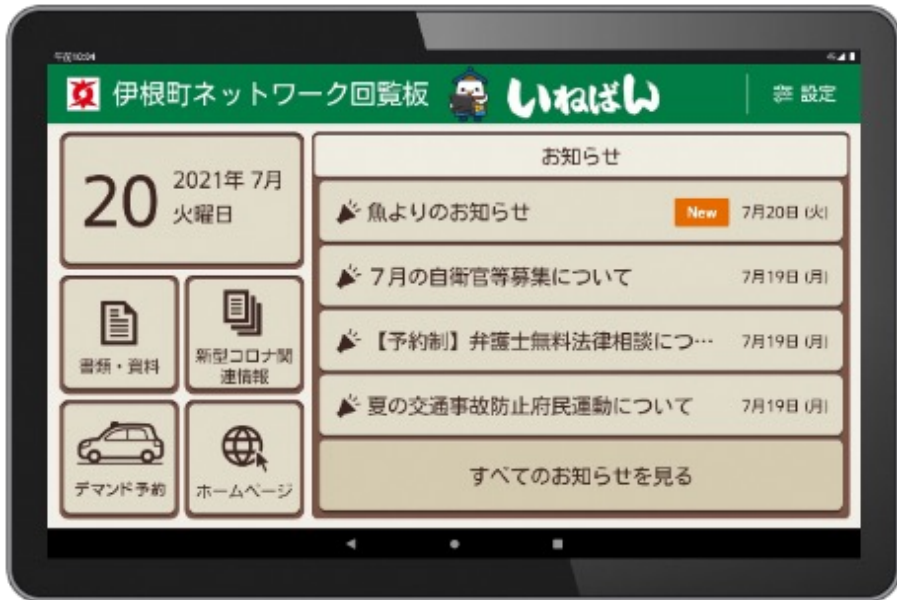 午前10:04
伊根町ネットワーク回覧板
いねばん
設定
20
2021年 7月
火曜日
書類・資料
新型コロナ関
連情報
デマンド予約
ホームページ
お知らせ
魚よりのお知らせ New 7月20日 (火)
7月の自衛官等募集について 7月19日 (月)
【予約制】弁護士無料法律相談につ… 7月19日 (月)
夏の交通事故防止府民運動について 7月19日 (月)
すべてのお知らせを見る